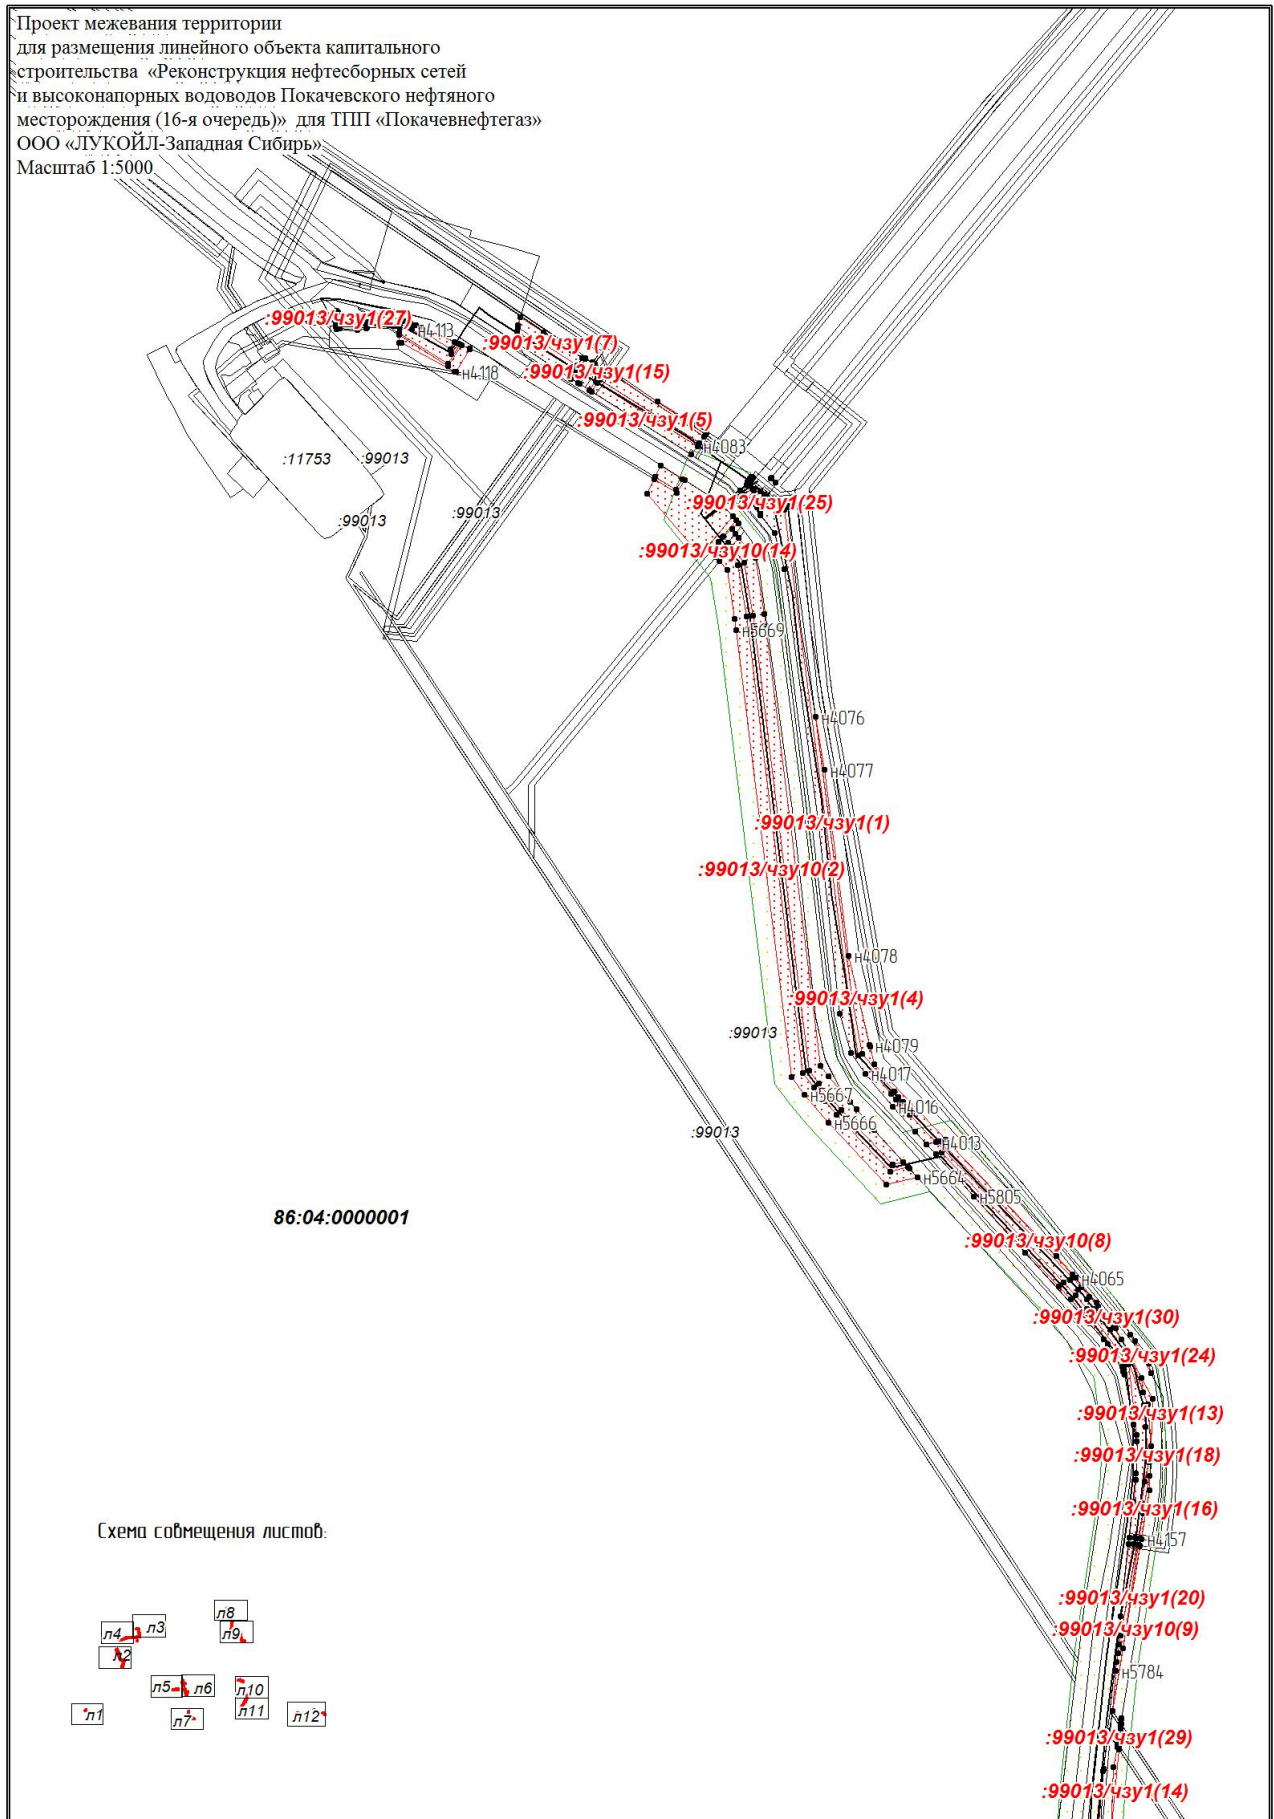 Проект межевания территории
для размещения линейного объекта капитального
строительства «Реконструкция нефтесборных сетей
и высоконапорных водоводов Покачевского нефтяного
месторождения (16-я очередь)» для ТПП «Покачевнефтегаз»
ООО «ЛУКОЙЛ-Западная Сибирь»
Масштаб 1:5000
:99013/чзу1(27)
н4113
:99013/чзу1(7)
н4118
:99013/чзу1(15)
:99013/чзу1(5)
н4083
:11753
:99013
:99013
:99013
:99013/чзу1(25)
:99013/чзу10(14)
н5669
н4076
н4077
:99013/чзу1(1)
:99013/чзу10(2)
н4078
:99013/чзу1(4)
:99013
н4079
н4017
н5667
н4016
н5666
:99013
н4013
н5664
н5805
86:04:0000001
:99013/чзу10(8)
н4065
:99013/чзу1(30)
:99013/чзу1(24)
:99013/чзу1(13)
:99013/чзу1(18)
:99013/чзу1(16)
н4157
Схема совмещения листов:
:99013/чзу1(20)
:99013/чзу10(9)
н5784
:99013/чзу1(29)
:99013/чзу1(14)
л8
л4
л3
л9
л2
л5
л6
л10
л11
л1
л7
л12